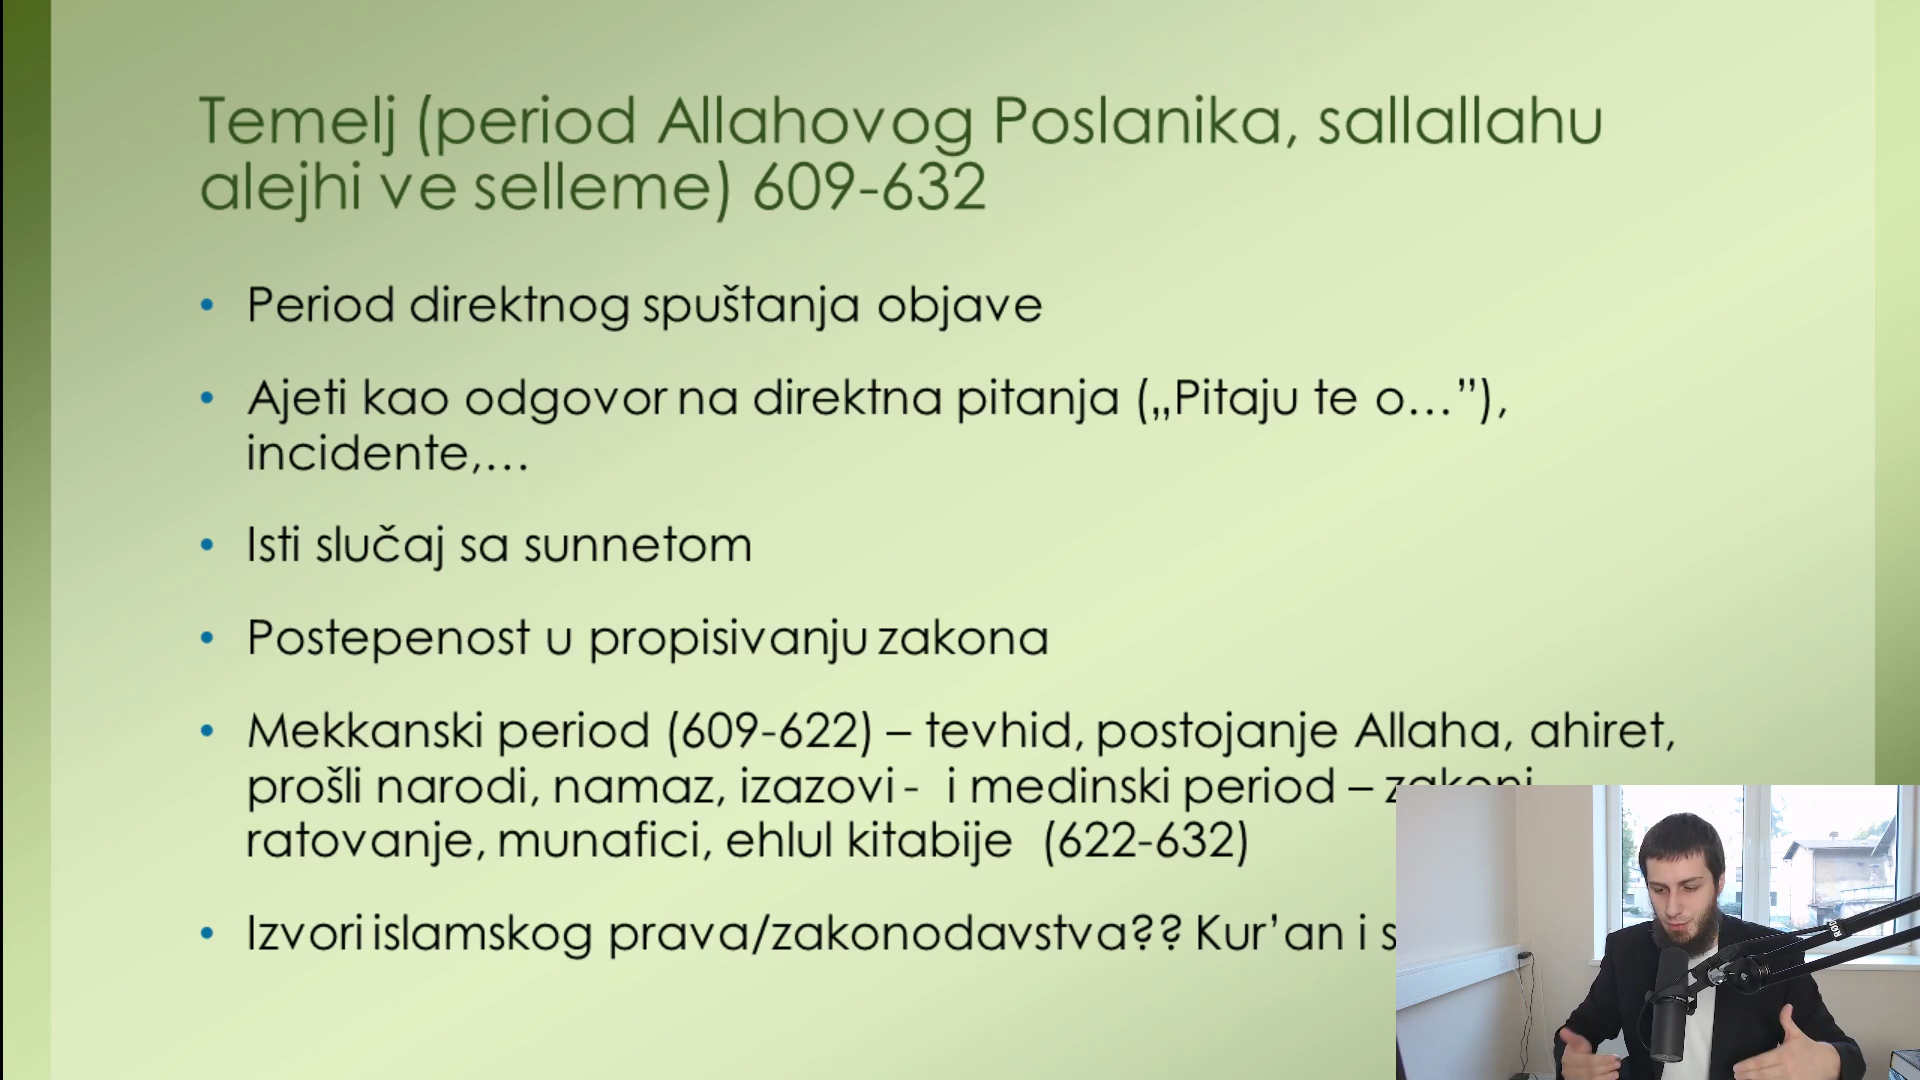 Temelj (period Allahovog Poslanika, sallallahu
alejhi ve selleme) 609-632
• Period direktnog spuštanja objave
• Ajeti kao odgovor na direktna pitanja („Pitaju te o…”),
incidente,…
• Isti slučaj sa sunnetom
• Postepenost u propisivanju zakona
• Mekkanski period (609-622) – tevhid, postojanje Allaha, ahiret,
prošli narodi, namaz, izazovi - i medinski period – zakoni
ratovanje, munafici, ehlul kitabije (622-632)
• Izvori islamskog prava/zakonodavstva?? Kur’an i